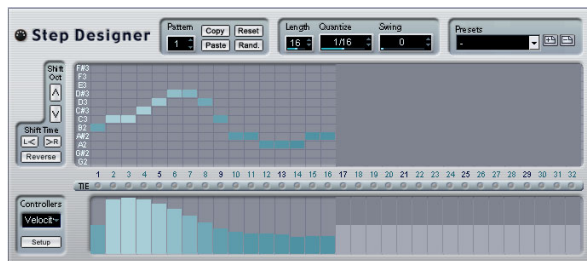 Step Designer
Pattern
1
Copy
Reset
Paste
Rand.
Length
16
Quantize
1/16
Swing
0
Presets
-
Shift
Oct
F#3
F3
E3
D#3
D3
C#3
C3
B2
A#2
A2
G#2
G2
Shift Time
L<
>R
Reverse
1 2 3 4 5 6 7 8 9 10 11 12 13 14 15 16 17 18 19 20 21 22 23 24 25 26 27 28 29 30 31 32
TIE
Controllers
Velocit
Setup